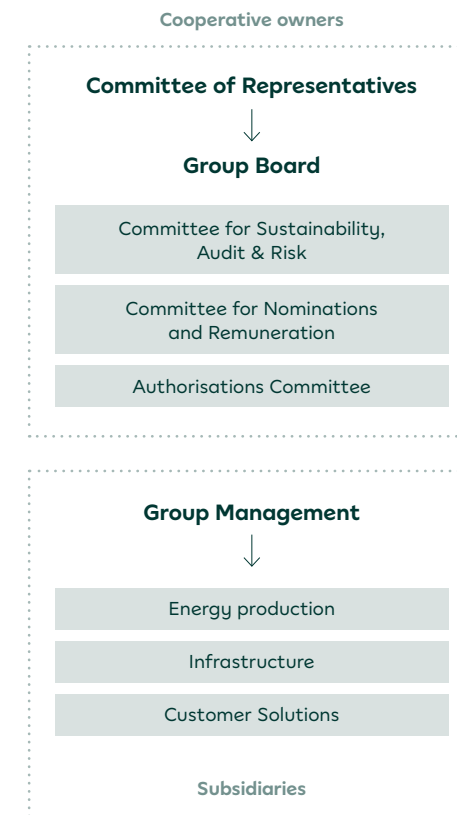 Cooperative owners
Committee of Representatives
Group Board
Committee for Sustainability,
Audit & Risk
Committee for Nominations
and Remuneration
Authorisations Committee
Group Management
Energy production
Infrastructure
Customer Solutions
Subsidiaries